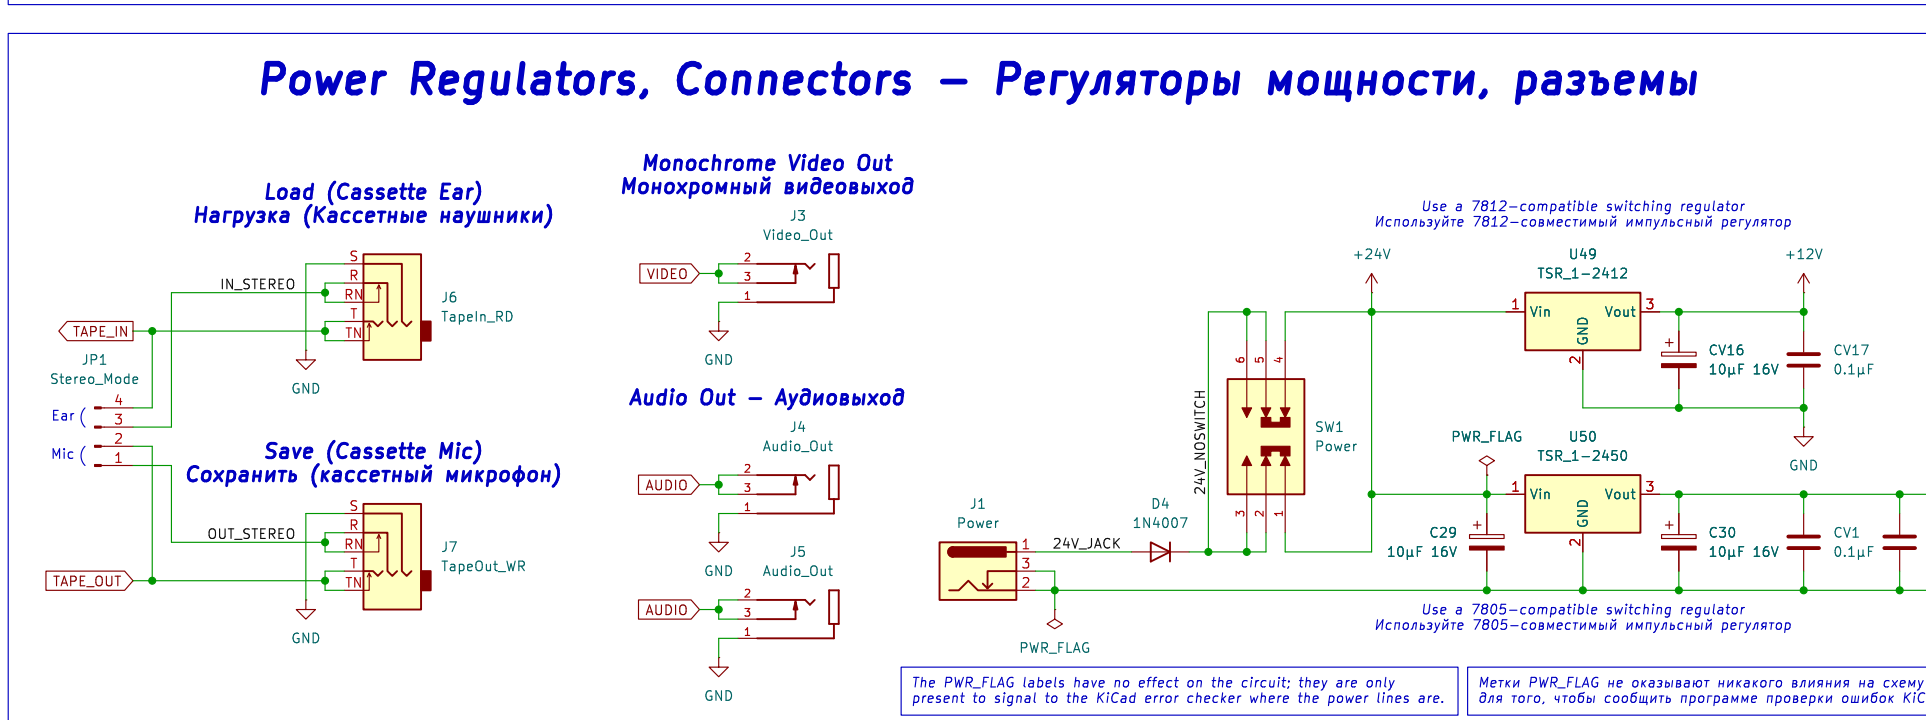 Power Regulators, Connectors – Регуляторы мощности, разъемы
Load (Cassette Ear)
Нагрузка (Кассетные наушники)
IN_STEREO
S
R
RN
T
TN
J6
TapeIn_RD
TAPE_IN
GND
JP1
Stereo_Mode
4
Ear (
3
2
Mic (
1
Save (Cassette Mic)
Сохранить (кассетный микрофон)
OUT_STEREO
S
R
RN
T
TN
J7
TapeOut_WR
TAPE_OUT
GND
Monochrome Video Out
Монохромный видеовыход
J3
Video_Out
VIDEO
2
3
1
GND
Audio Out – Аудиовыход
J4
Audio_Out
AUDIO
2
3
1
GND
J5
Audio_Out
AUDIO
2
3
1
GND
J1
Power
1
3
2
24V_JACK
PWR_FLAG
D4
1N4007
24V_NOSWITCH
6
5
4
SW1
Power
3
2
1
+24V
Use a 7812-compatible switching regulator
Используйте 7812-совместимый импульсный регулятор
U49
TSR_1-2412
1
Vin
Vout
3
GND
2
+12V
+
CV16
10µF 16V
CV17
0.1µF
GND
PWR_FLAG
U50
TSR_1-2450
1
Vin
Vout
3
GND
2
+
C29
10µF 16V
+
C30
10µF 16V
CV1
0.1µF
Use a 7805-compatible switching regulator
Используйте 7805-совместимый импульсный регулятор
The PWR_FLAG labels have no effect on the circuit; they are only
present to signal to the KiCad error checker where the power lines are.
Метки PWR_FLAG не оказывают никакого влияния на схему
для того, чтобы сообщить программе проверки ошибок KiC